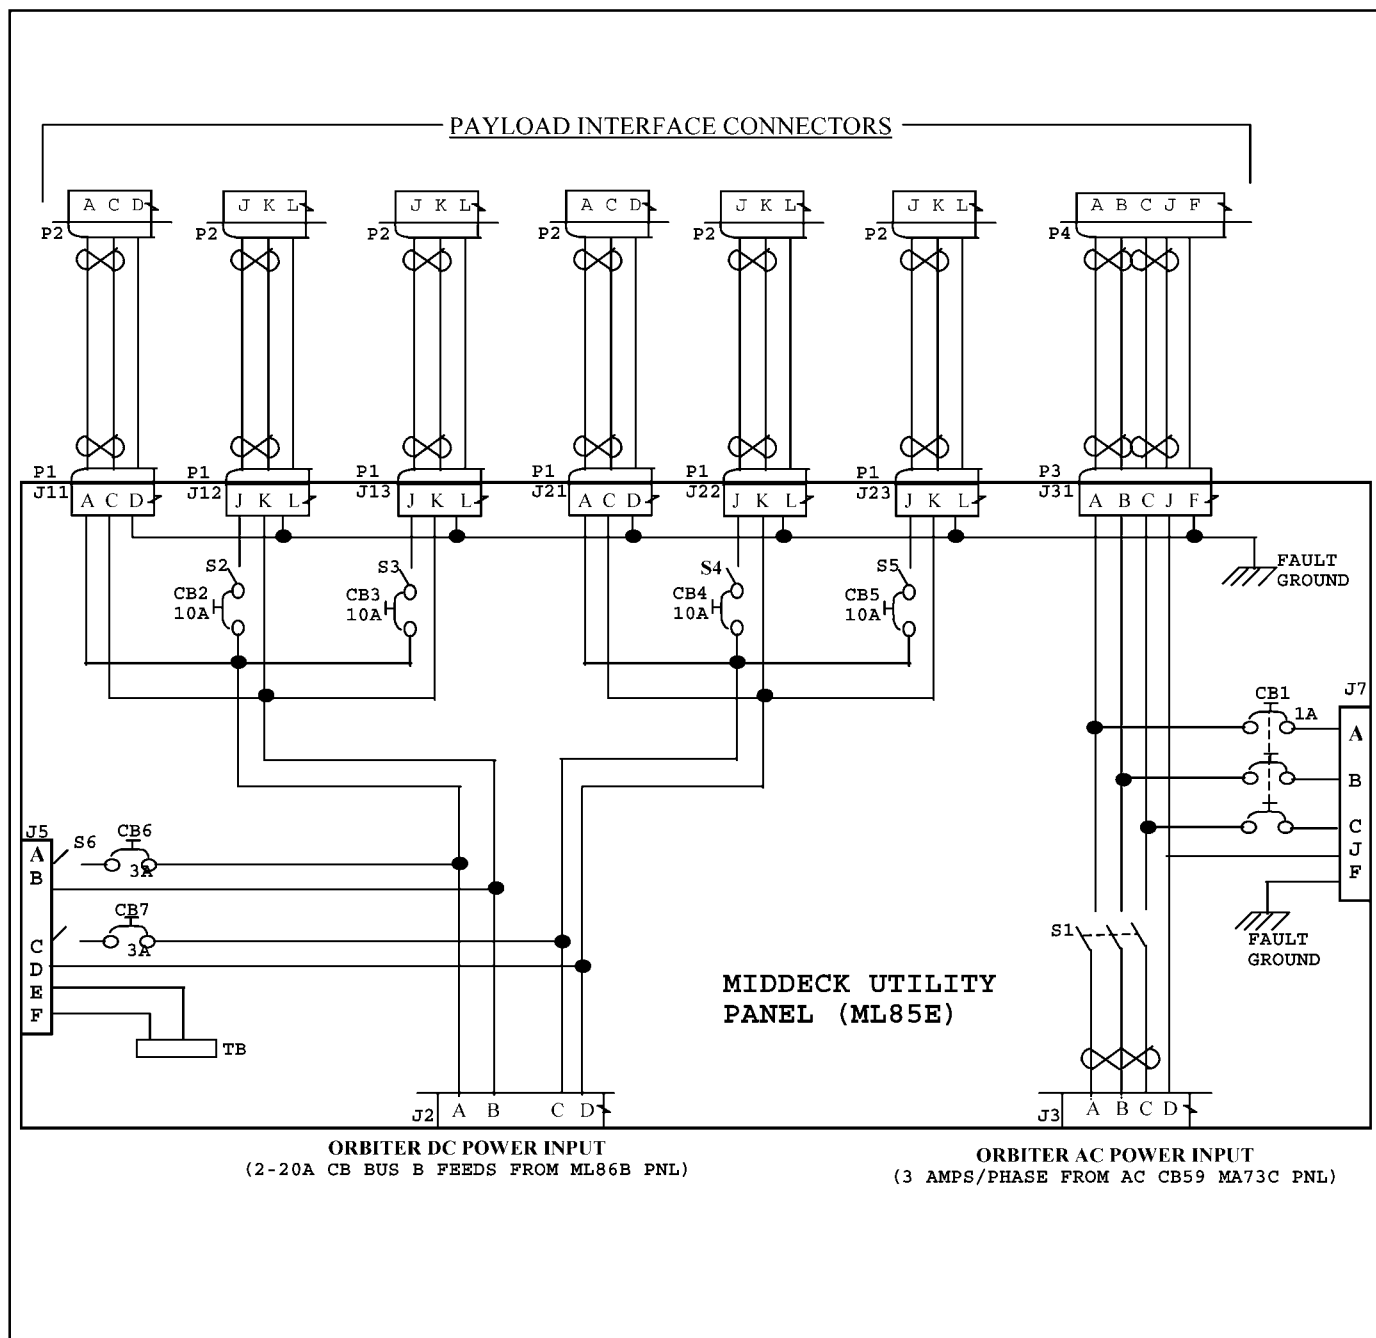 PAYLOAD INTERFACE CONNECTORS
A C D
J K L
J K L
A C D
J K L
J K L
A B C J F
P2
P2
P2
P2
P2
P2
P4
P1
P1
P1
P1
P1
P1
P3
J11
J12
J13
J21
J22
J23
J31
A C D
J K L
J K L
A C D
J K L
J K L
A B C J F
FAULT
GROUND
S2
CB2
10A
S3
CB3
10A
S4
CB4
10A
S5
CB5
10A
CB1
1A
J7
A
B
C
J
F
FAULT
GROUND
J5
A
B
C
D
E
F
S6
CB6
3A
CB7
3A
TB
S1
MIDDECK UTILITY
PANEL (ML85E)
J2
A B C D
J3
A B C D
ORBITER DC POWER INPUT
(2-20A CB BUS B FEEDS FROM ML86B PNL)
ORBITER AC POWER INPUT
(3 AMPS/PHASE FROM AC CB59 MA73C PNL)